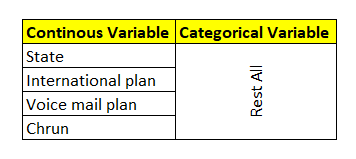 Continous Variable Categorical Variable
State
International plan
Voice mail plan
Chrun
Rest All